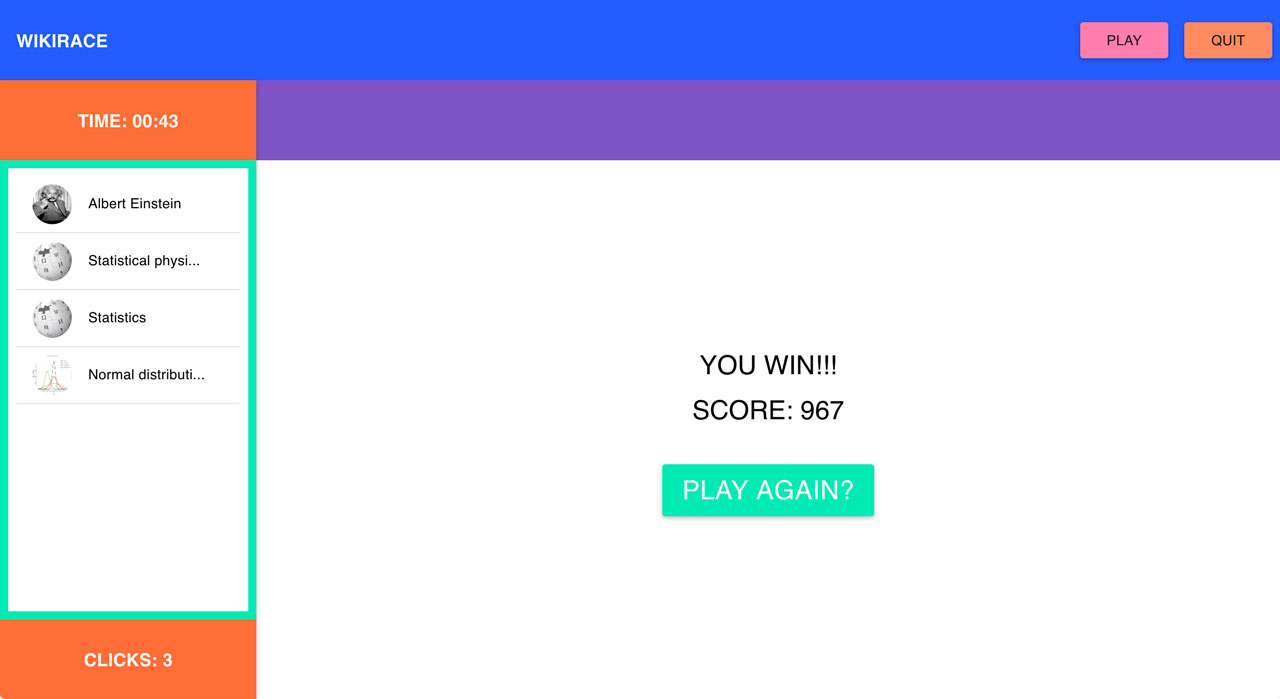 WIKIRACE
PLAY
QUIT
TIME: 00:43
Albert Einstein
Statistical physi...
Statistics
Normal distributi...
YOU WIN!!!
SCORE: 967
PLAY AGAIN?
CLICKS: 3